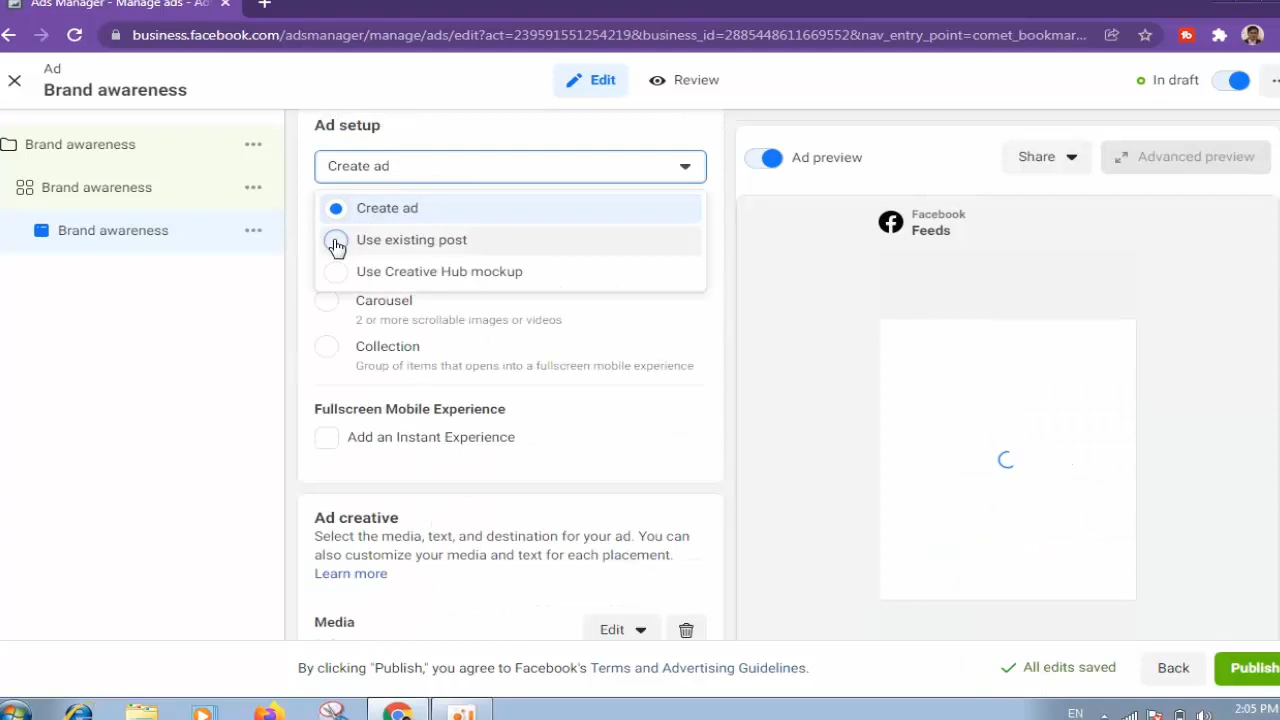 Ads Manager - Manage ads - Ad
business.facebook.com/adsmanager/manage/ads/edit?act=239591551254219&business_id=288544861166955​2&nav_entry_point=comet_bookmar...
Ad
Brand awareness
Edit
Review
In draft
Brand awareness
Brand awareness
Brand awareness
Ad setup
Create ad
Create ad
Use existing post
Use Creative Hub mockup
Carousel
2 or more scrollable images or videos
Collection
Group of items that opens into a fullscreen mobile experience
Fullscreen Mobile Experience
Add an Instant Experience
Ad creative
Select the media, text, and destination for your ad. You can
also customize your media and text for each placement.
Learn more
Media
Edit
Ad preview
Share
Advanced preview
Facebook
Feeds
By clicking "Publish," you agree to Facebook's Terms and Advertising Guidelines.
All edits saved
Back
Publish
EN
2:05 PM